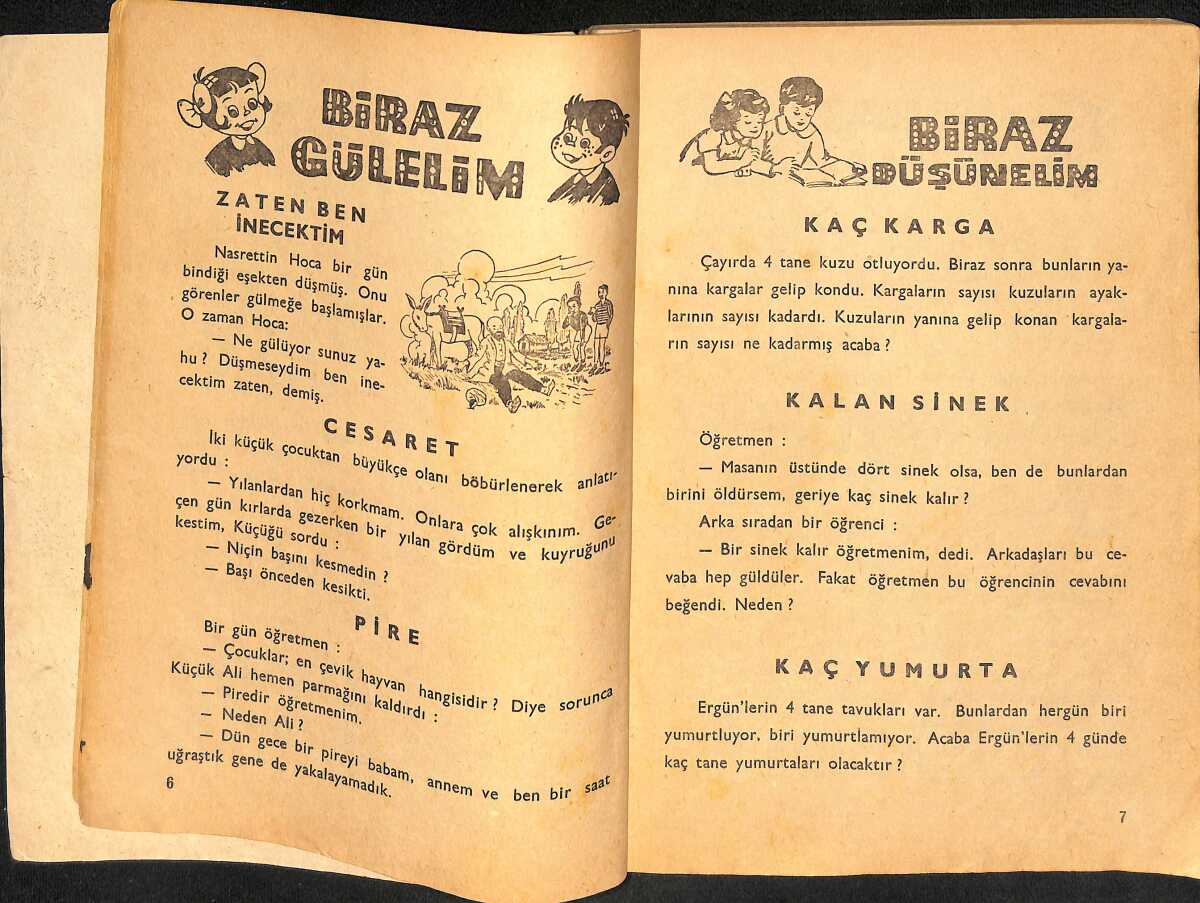 BİRAZ
GÜLELİM
ZATEN BEN
İNECEKTİM
Nasrettin Hoca bir gün
bindiği eşekten düşmüş. Onu
görenler gülmeğe başlamışlar.
O zaman Hoca:
— Ne gülüyor sunuz ya-
hu ? Düşmeseydim ben ine-
cektim zaten, demiş.
CESARET
İki küçük çocuktan büyükçe olanı böbürlenerek anlatı-
yordu :
— Yılanlardan hiç korkmam. Onlara çok alışkınım. Ge-
çen gün kırlarda gezerken bir yılan gördüm ve kuyruğunu
kestim, Küçüğü sordu :
— Niçin başını kesmedin ?
— Başı önceden kesikti.
PİRE
Bir gün öğretmen :
— Çocuklar; en çevik hayvan hangisidir ? Diye sorunca
Küçük Ali hemen parmağını kaldırdı :
— Piredir öğretmenim.
— Neden Ali ?
— Dün gece bir pireyi babam, annem ve ben bir saat
uğraştık gene de yakalayamadık.
6
BİRAZ
DÜŞÜNELİM
KAÇ KARGA
Çayırda 4 tane kuzu otluyordu. Biraz sonra bunların ya-
nına kargalar gelip kondu. Kargaların sayısı kuzuların ayak-
larının sayısı kadardı. Kuzuların yanına gelip konan kargala-
rın sayısı ne kadarmış acaba ?
KALAN SİNEK
Öğretmen :
— Masanın üstünde dört sinek olsa, ben de bunlardan
birini öldürsem, geriye kaç sinek kalır ?
Arka sıradan bir öğrenci :
— Bir sinek kalır öğretmenim, dedi. Arkadaşları bu ce-
vaba hep güldüler. Fakat öğretmen bu öğrencinin cevabını
beğendi. Neden ?
KAÇ YUMURTA
Ergün'lerin 4 tane tavukları var. Bunlardan hergün biri
yumurtluyor, biri yumurtlamıyor. Acaba Ergün'lerin 4 günde
kaç tane yumurtaları olacaktır ?
7